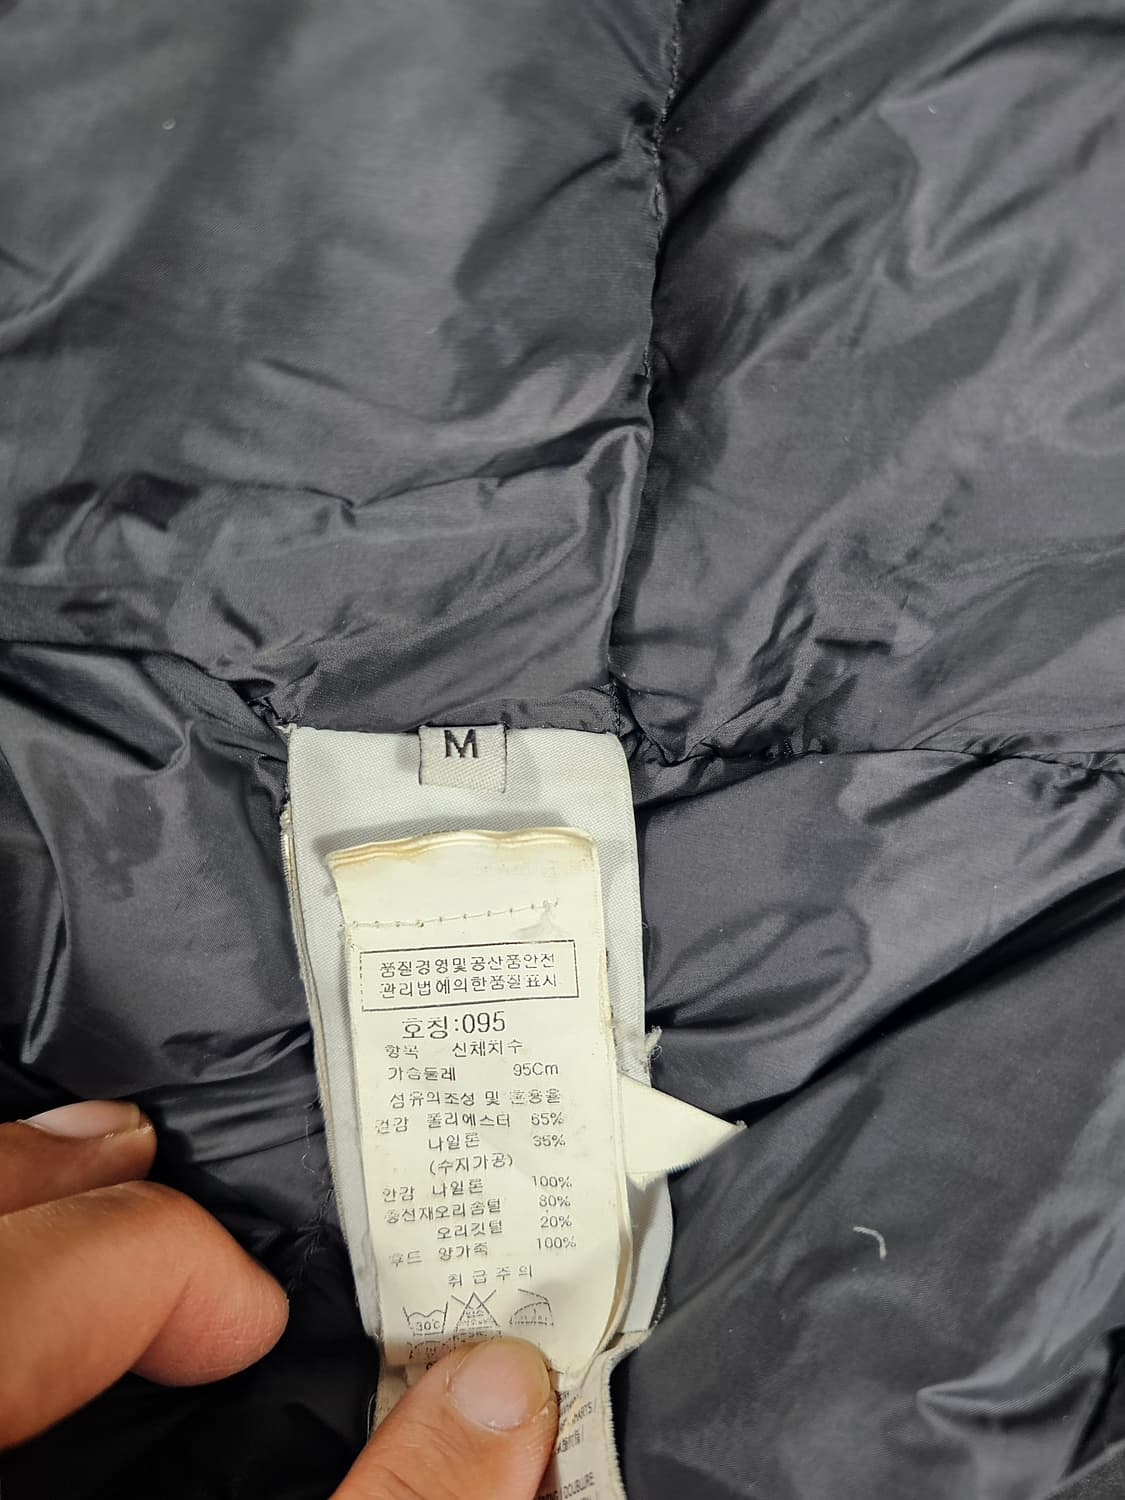 M
품질경영및공산품안전
관리법에의한품질표시
호칭:095
항목 신체치수
가슴둘레 95Cm
섬유의조성 및 혼용율
겉감 폴리에스터 65%
나일론 35%
(수지가공)
안감 나일론 100%
충전재오리솜털 80%
오리깃털 20%
후드 양가죽 100%
취급주의
30℃
DOUBLURE